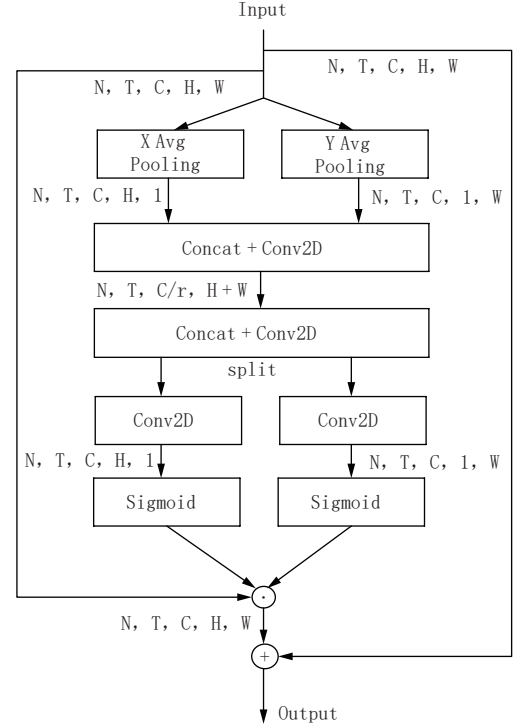 Input
N, T, C, H, W
N, T, C, H, W
X Avg
Pooling
Y Avg
Pooling
N, T, C, H, 1
N, T, C, 1, W
Concat + Conv2D
N, T, C/r, H + W
Concat + Conv2D
split
Conv2D
Conv2D
N, T, C, H, 1
N, T, C, 1, W
Sigmoid
Sigmoid
·
N, T, C, H, W
+
Output